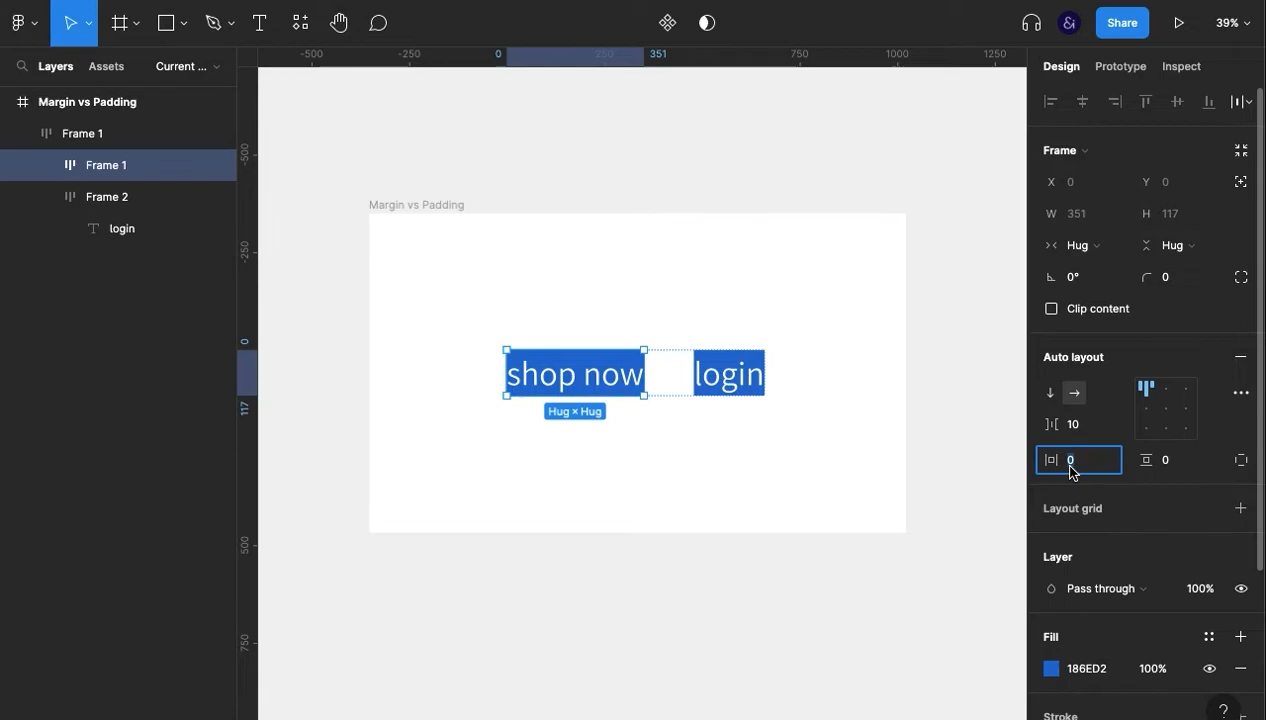 Share
39%
Layers
Assets
Current ...
Margin vs Padding
Frame 1
Frame 1
Frame 2
login
-500
-250
0
250
351
750
1000
1250
-500
-250
0
117
500
750
Margin vs Padding
shop now
login
Hug × Hug
Design
Prototype
Inspect
Frame
X 0
Y 0
W 351
H 117
Hug
Hug
0°
0
Clip content
Auto layout
10
0
0
Layout grid
Layer
Pass through
100%
Fill
186ED2
100%
Stroke
?